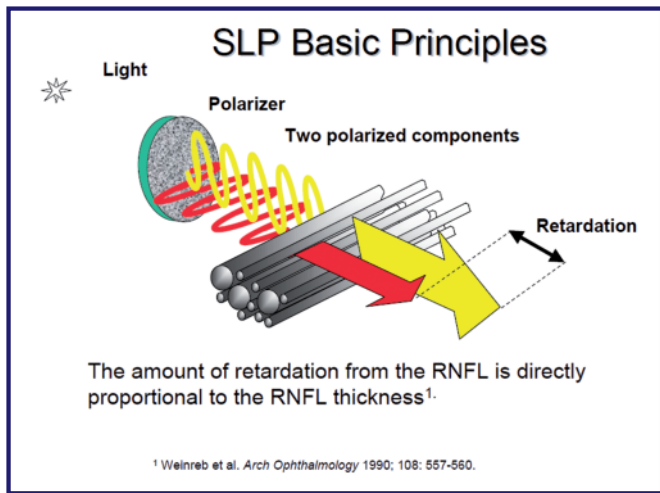 SLP Basic Principles
Light
Polarizer
Two polarized components
Retardation
The amount of retardation from the RNFL is directly
proportional to the RNFL thickness¹·
¹ Weinreb et al. Arch Ophthalmology 1990; 108: 557-560.